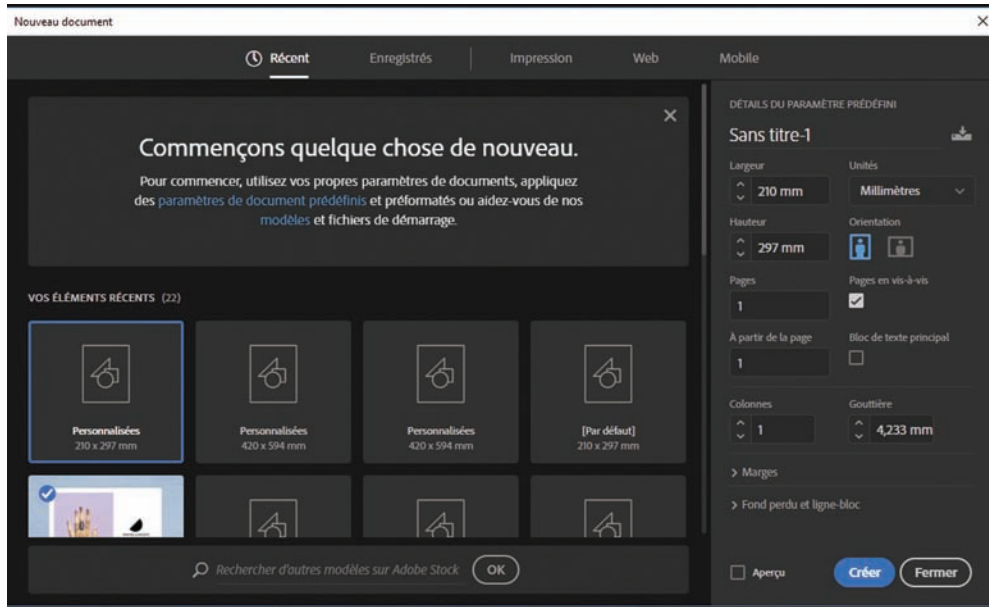 Nouveau document
Récent
Enregistrés
Impression
Web
Mobile
Commençons quelque chose de nouveau.
Pour commencer, utilisez vos propres paramètres de documents, appliquez
des paramètres de document prédéfinis et préformatés ou aidez-vous de nos
modèles et fichiers de démarrage.
VOS ÉLÉMENTS RÉCENTS (22)
Personnalisées
210 x 297 mm
Personnalisées
420 x 594 mm
Personnalisées
420 x 594 mm
[Par défaut]
210 x 297 mm
Rechercher d'autres modèles sur Adobe Stock
OK
DÉTAILS DU PARAMÈTRE PRÉDÉFINI
Sans titre-1
Largeur
Unités
210 mm
Millimètres
Hauteur
Orientation
297 mm
Pages
Pages en vis-à-vis
1
À partir de la page
Bloc de texte principal
1
Colonnes
Gouttière
1
4,233 mm
> Marges
> Fond perdu et ligne-bloc
Aperçu
Créer
Fermer